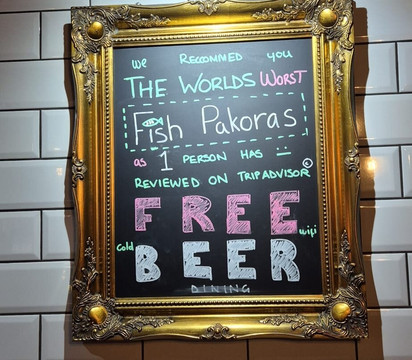 We RECOMMED you
THE WORLDS WORST
Fish Pakoras
as 1 PERSON HAS
REVIEWED ON TRIPADVISOR ©
FREE wifi
Cold BEER
DINING